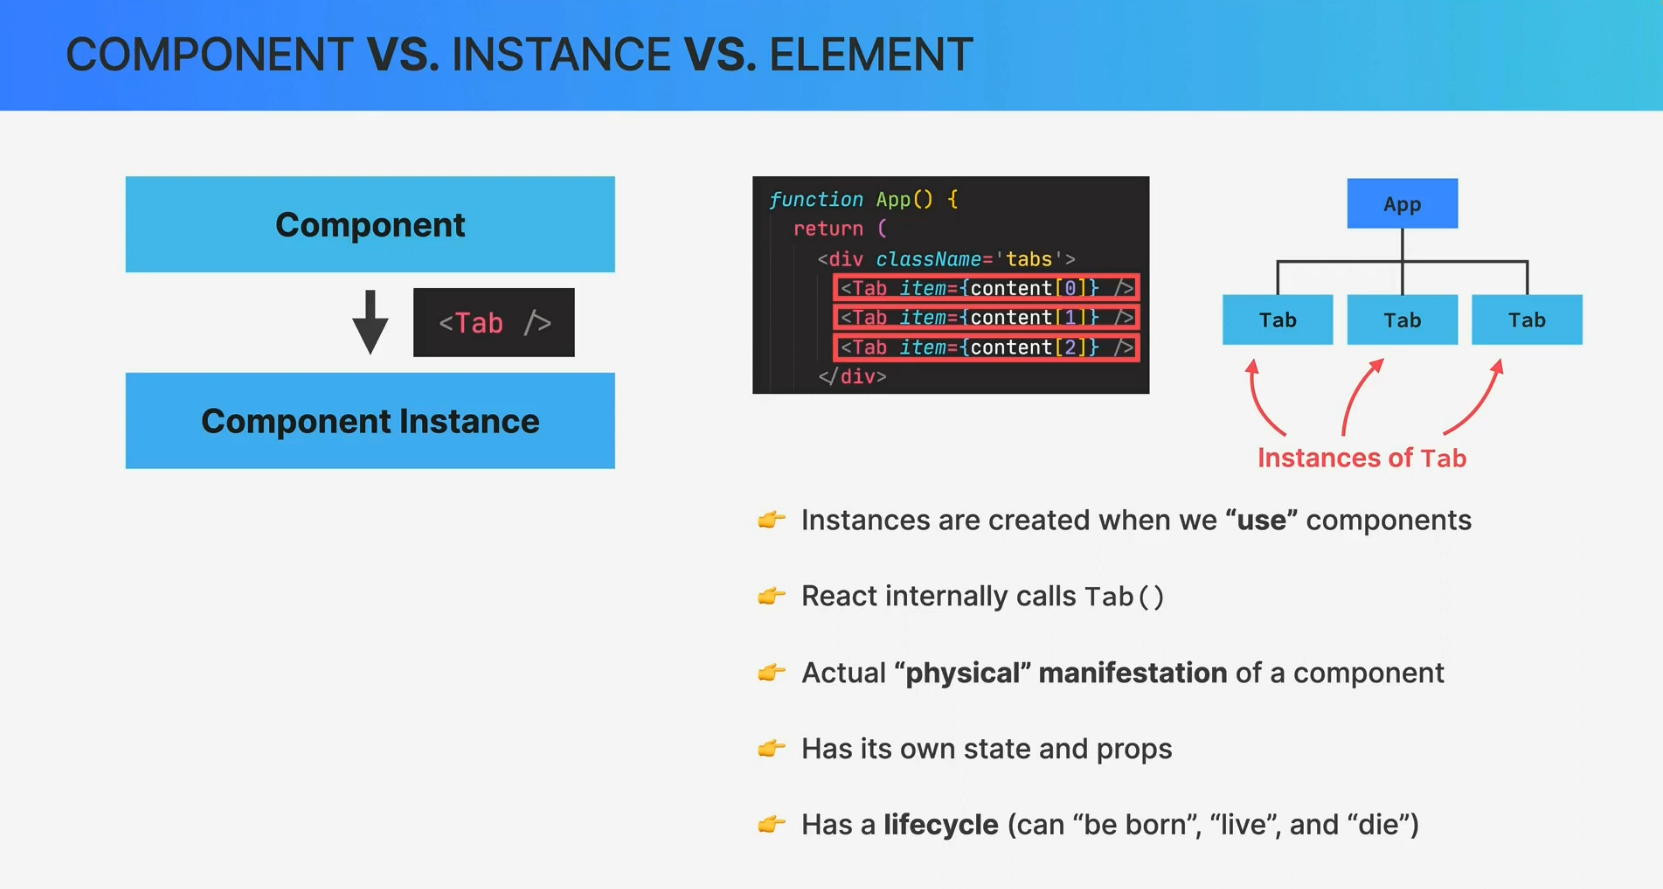 COMPONENT VS. INSTANCE VS. ELEMENT
Component
<Tab />
Component Instance
function App() {
return (
<div className='tabs'>
<Tab item={content[0]} />
<Tab item={content[1]} />
<Tab item={content[2]} />
</div>
App
Tab Tab Tab
Instances of Tab
👉 Instances are created when we “use” components
👉 React internally calls Tab()
👉 Actual “physical” manifestation of a component
👉 Has its own state and props
👉 Has a lifecycle (can “be born”, “live”, and “die”)